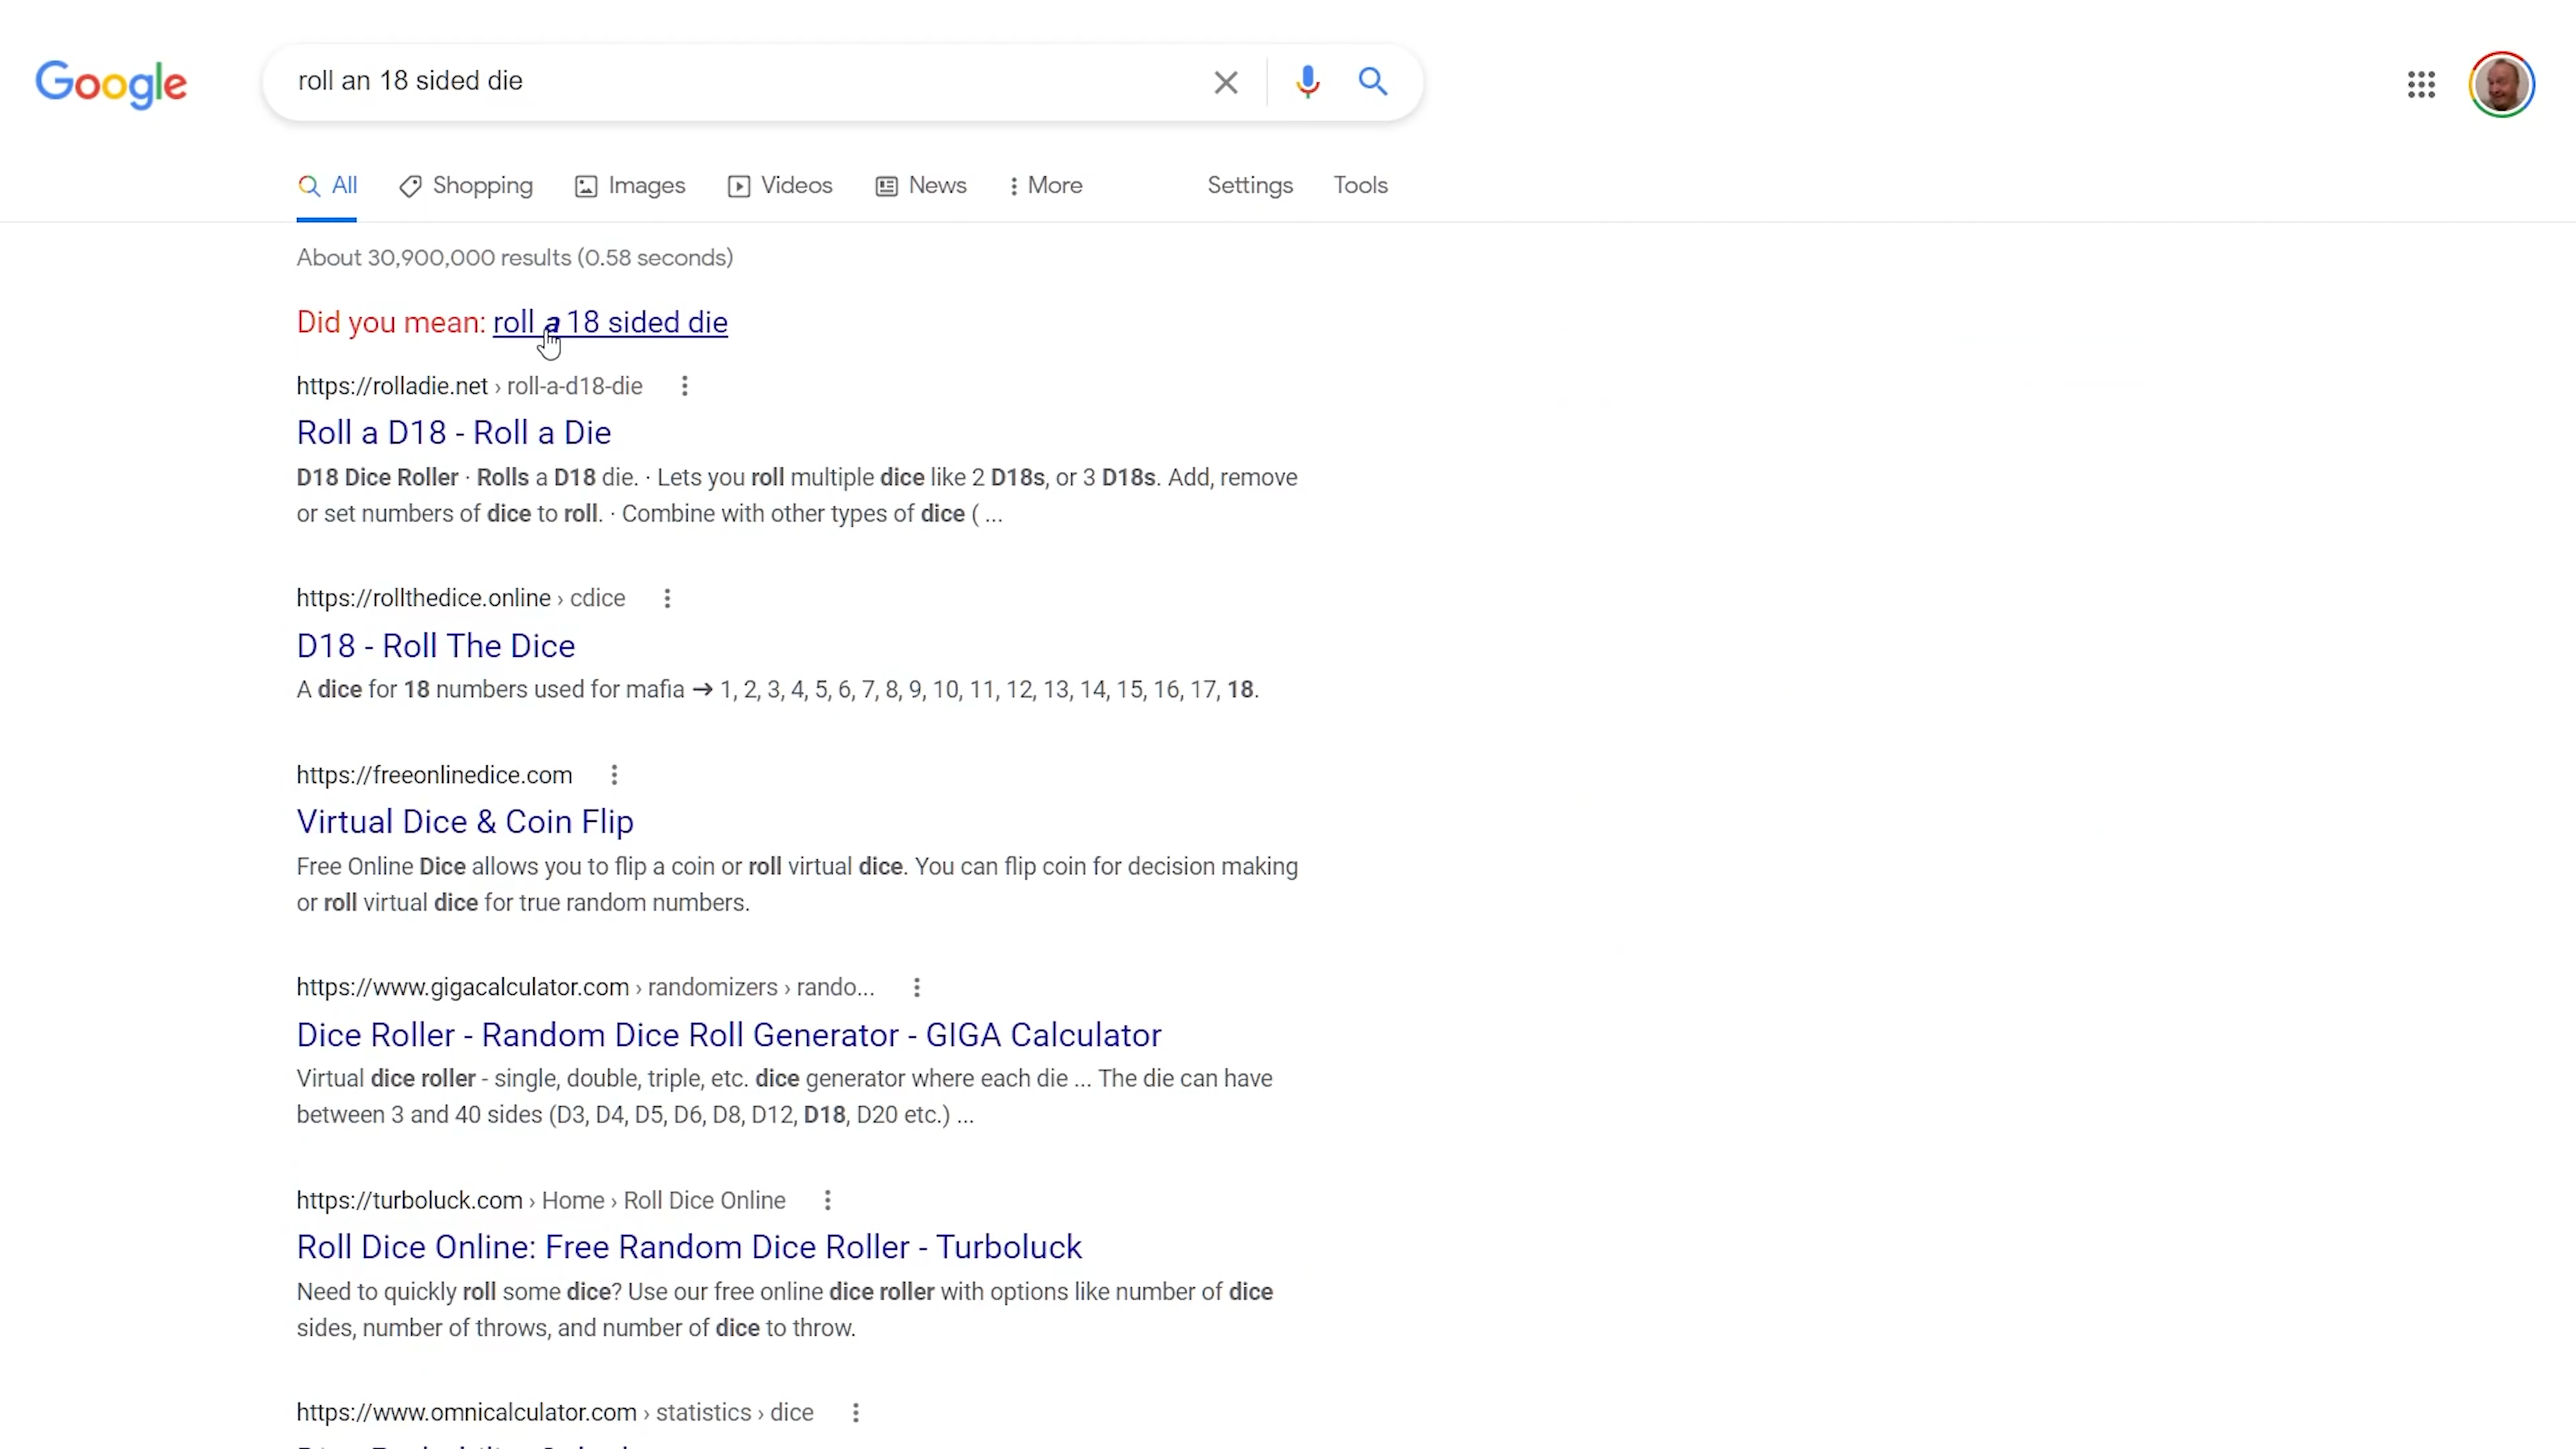 Google
roll an 18 sided die
All Shopping Images Videos News More Settings Tools
About 30,900,000 results (0.58 seconds)
Did you mean: roll a 18 sided die
https://rolladie.net › roll-a-d18-die
Roll a D18 - Roll a Die
D18 Dice Roller · Rolls a D18 die. · Lets you roll multiple dice like 2 D18s, or 3 D18s. Add, remove
or set numbers of dice to roll. · Combine with other types of dice ( ...
https://rollthedice.online › cdice
D18 - Roll The Dice
A dice for 18 numbers used for mafia ➔ 1, 2, 3, 4, 5, 6, 7, 8, 9, 10, 11, 12, 13, 14, 15, 16, 17, 18.
https://freeonlinedice.com
Virtual Dice & Coin Flip
Free Online Dice allows you to flip a coin or roll virtual dice. You can flip coin for decision making
or roll virtual dice for true random numbers.
https://www.gigacalculator.com › randomizers › rando...
Dice Roller - Random Dice Roll Generator - GIGA Calculator
Virtual dice roller - single, double, triple, etc. dice generator where each die ... The die can have
between 3 and 40 sides (D3, D4, D5, D6, D8, D12, D18, D20 etc.) ...
https://turboluck.com › Home › Roll Dice Online
Roll Dice Online: Free Random Dice Roller - Turboluck
Need to quickly roll some dice? Use our free online dice roller with options like number of dice
sides, number of throws, and number of dice to throw.
https://www.omnicalculator.com › statistics › dice